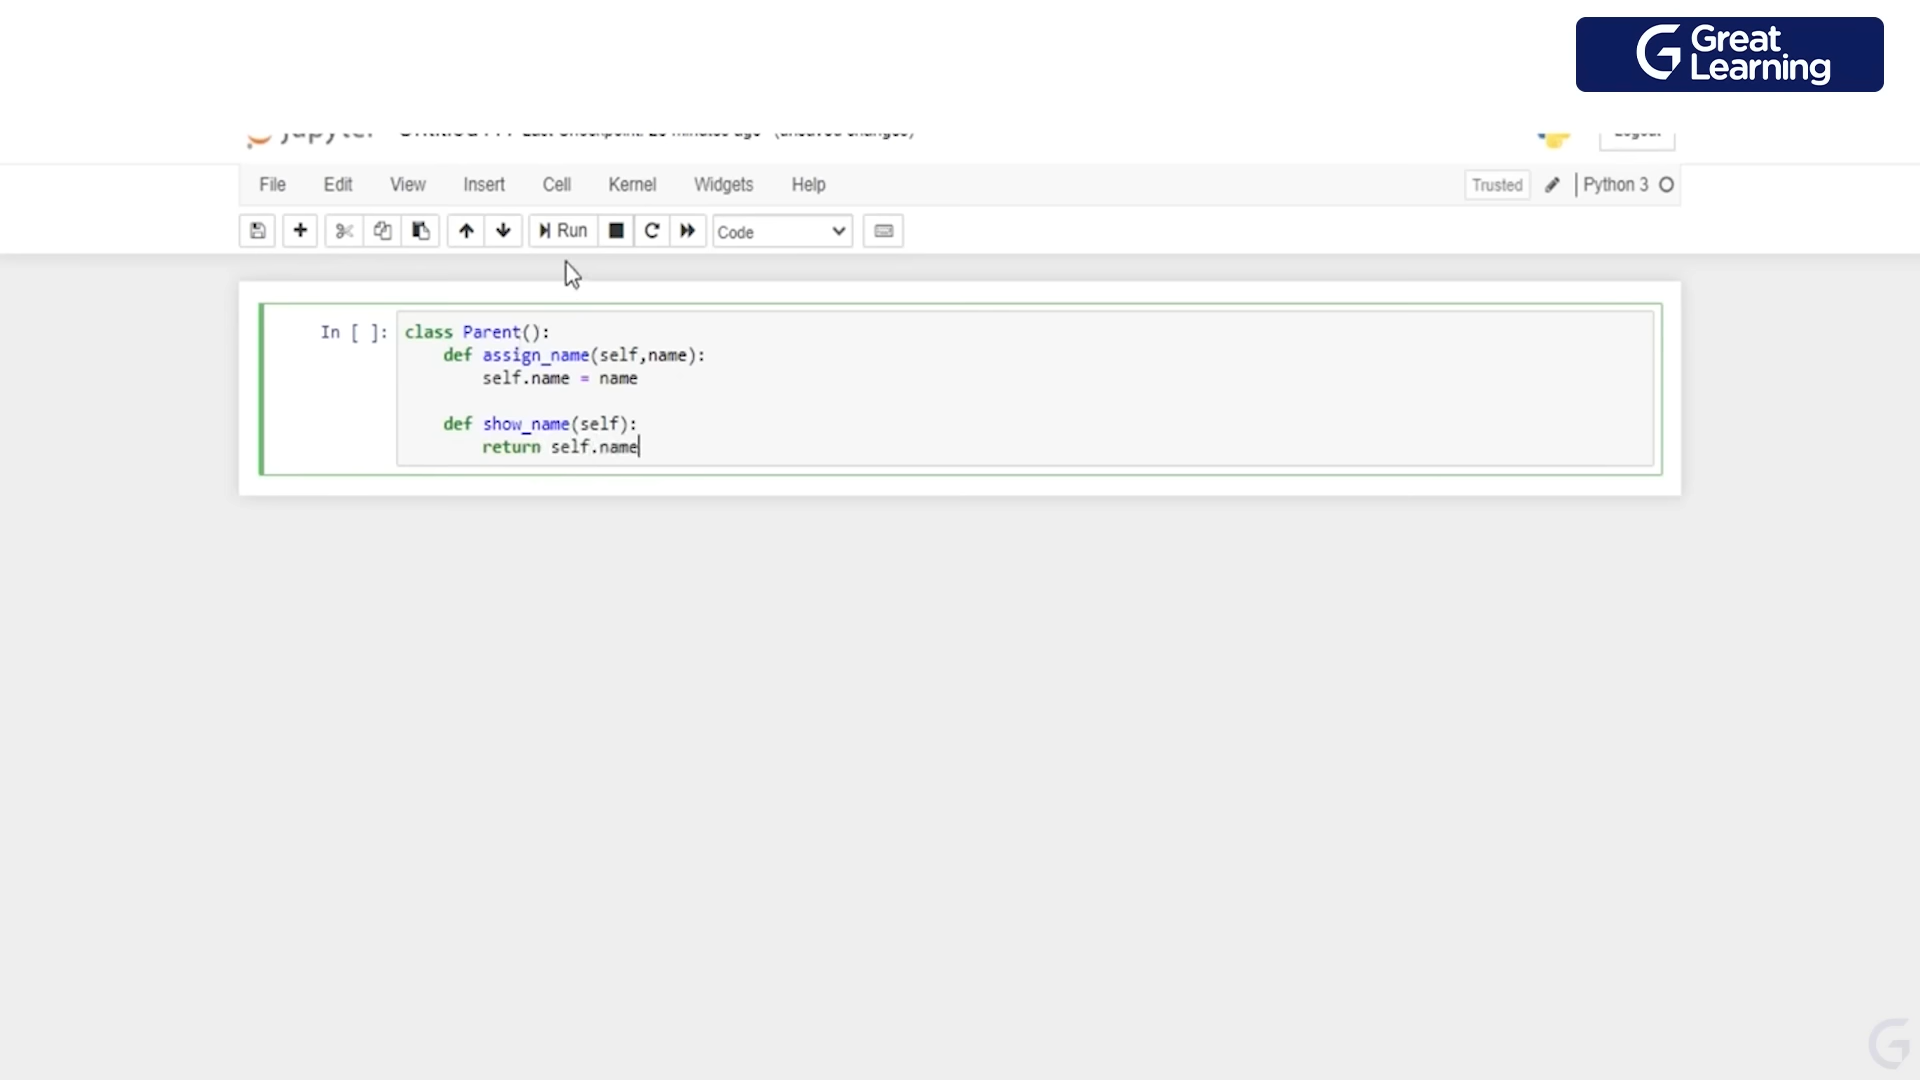 Great
Learning
File Edit View Insert Cell Kernel Widgets Help Trusted Python 3
Run Code
In [ ]: class Parent():
    def assign_name(self,name):
        self.name = name
    def show_name(self):
        return self.name